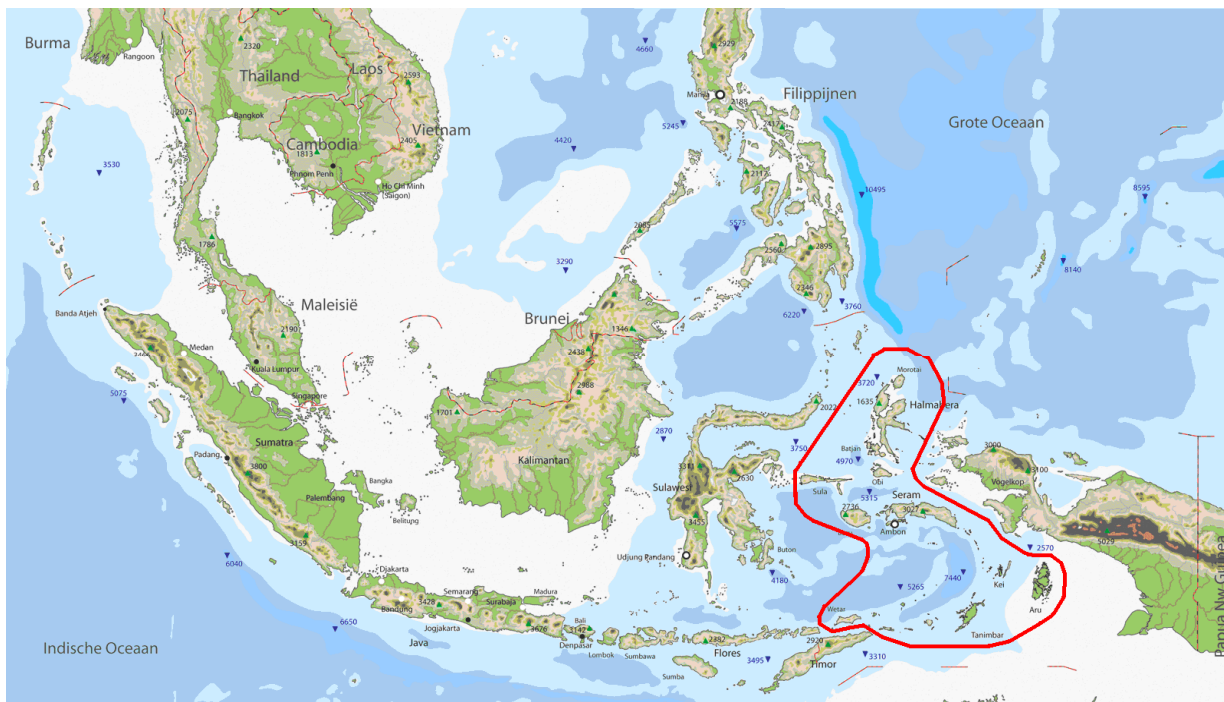 Burma
Rangoon
2320
Laos
2593
Thailand
2075
Bangkok
Vietnam
2405
Cambodia
1813
Phnom Penh
Ho Chi Minh
(Saigon)
4660
2929
Manila
2188
Filippijnen
2417
5245
4420
2117
Grote Oceaan
10495
8595
8140
3530
1786
2085
5575
2560
2895
2346
3760
6220
3290
Maleisië
2190
Brunei
1346
2438
2988
1701
Banda Atjeh
Medan
Kuala Lumpur
Singapore
5075
Sumatra
Padang
3800
Palembang
Bangka
Belitung
3159
6040
Kalimantan
2870
2022
3750
3311
2630
Sulawesi
3455
Udjung Pandang
Buton
4180
3720
Morotai
1635
Halmahera
Batjan
4970
Obi
Sula
5315
Seram
2736
3027
Ambon
3000
3100
Vogelkop
5029
2570
7440
5265
Kei
Aru
Tanimbar
Wetar
Papua Nw Guinea
Djakarta
Bandung
3428
Semarang
Surabaja
Madura
Jogjakarta
3676
Bali
3142
Denpasar
Java
Lombok
Sumbawa
2382
Flores
Sumba
3495
2920
Timor
3310
6650
Indische Oceaan